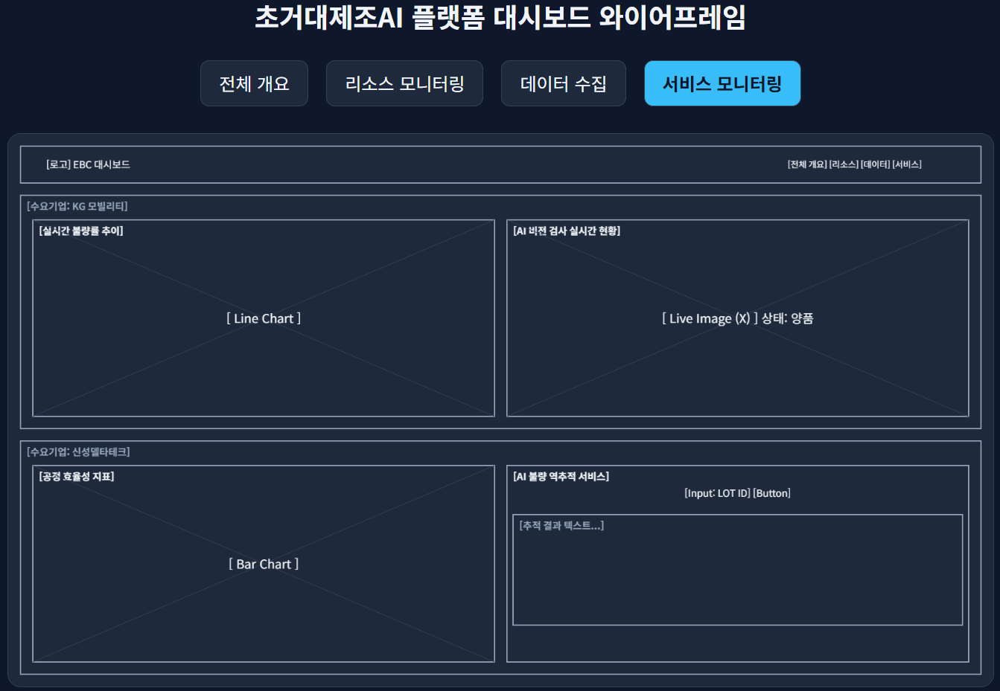 초거대제조AI 플랫폼 대시보드 와이어프레임
전체 개요
리소스 모니터링
데이터 수집
서비스 모니터링
[로고] EBC 대시보드
[전체 개요] [리소스] [데이터] [서비스]
[수요기업: KG 모빌리티]
[실시간 불량률 추이]
[ Line Chart ]
[AI 비전 검사 실시간 현황]
[ Live Image (X) ] 상태: 양품
[수요기업: 신성델타테크]
[공정 효율성 지표]
[ Bar Chart ]
[AI 불량 역추적 서비스]
[Input: LOT ID] [Button]
[추적 결과 텍스트...]